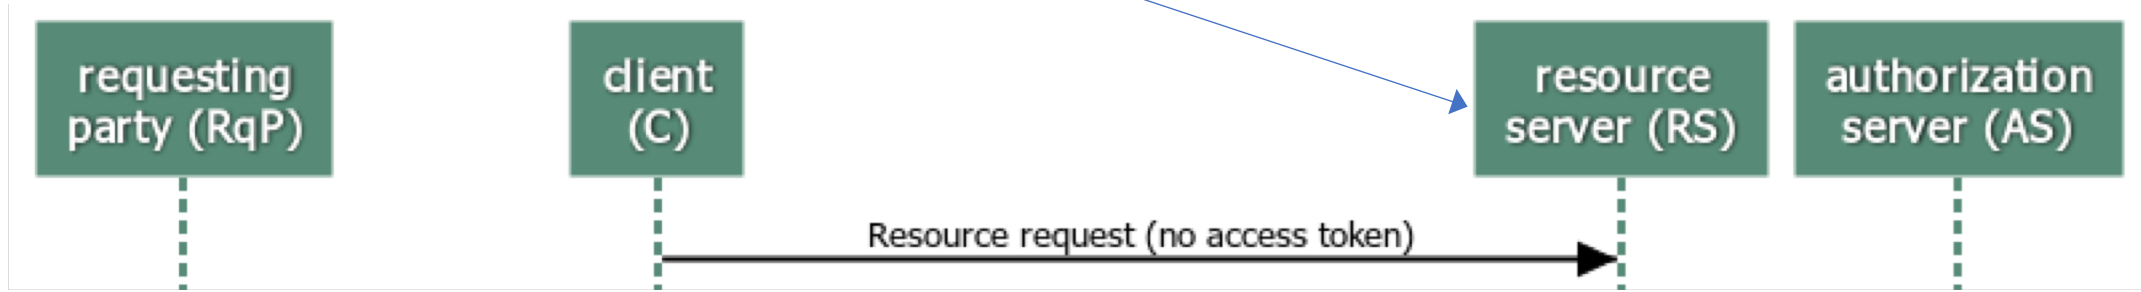 requesting
party (RqP)
client
(C)
resource
server (RS)
authorization
server (AS)
Resource request (no access token)